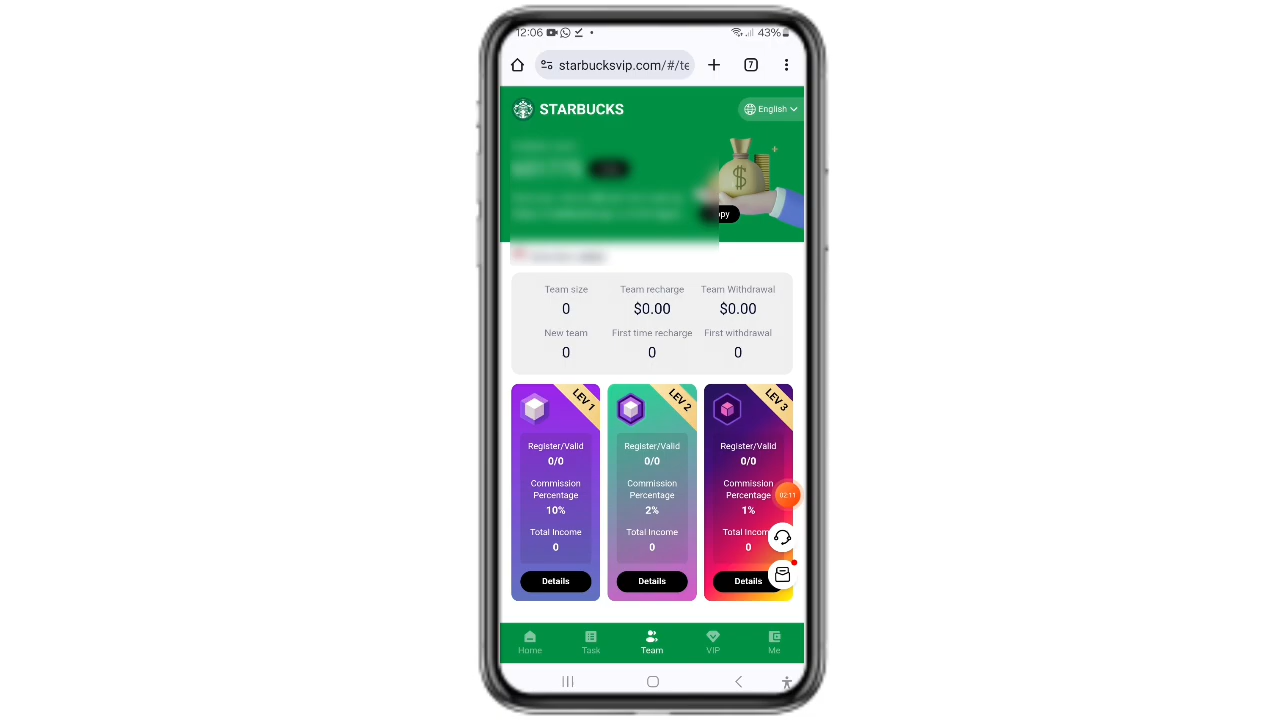 12:06
43%
starbucksvip.com/#/te
7
STARBUCKS
English
Team size
Team recharge
Team Withdrawal
0
$0.00
$0.00
New team
First time recharge
First withdrawal
0
0
0
LEV 1
LEV 2
LEV 3
Register/Valid
Register/Valid
Register/Valid
0/0
0/0
0/0
Commission
Percentage
Commission
Percentage
Commission
Percentage
02:11
10%
2%
1%
Total Income
Total Income
0
0
0
Details
Details
Details
Home
Task
Team
VIP
Me